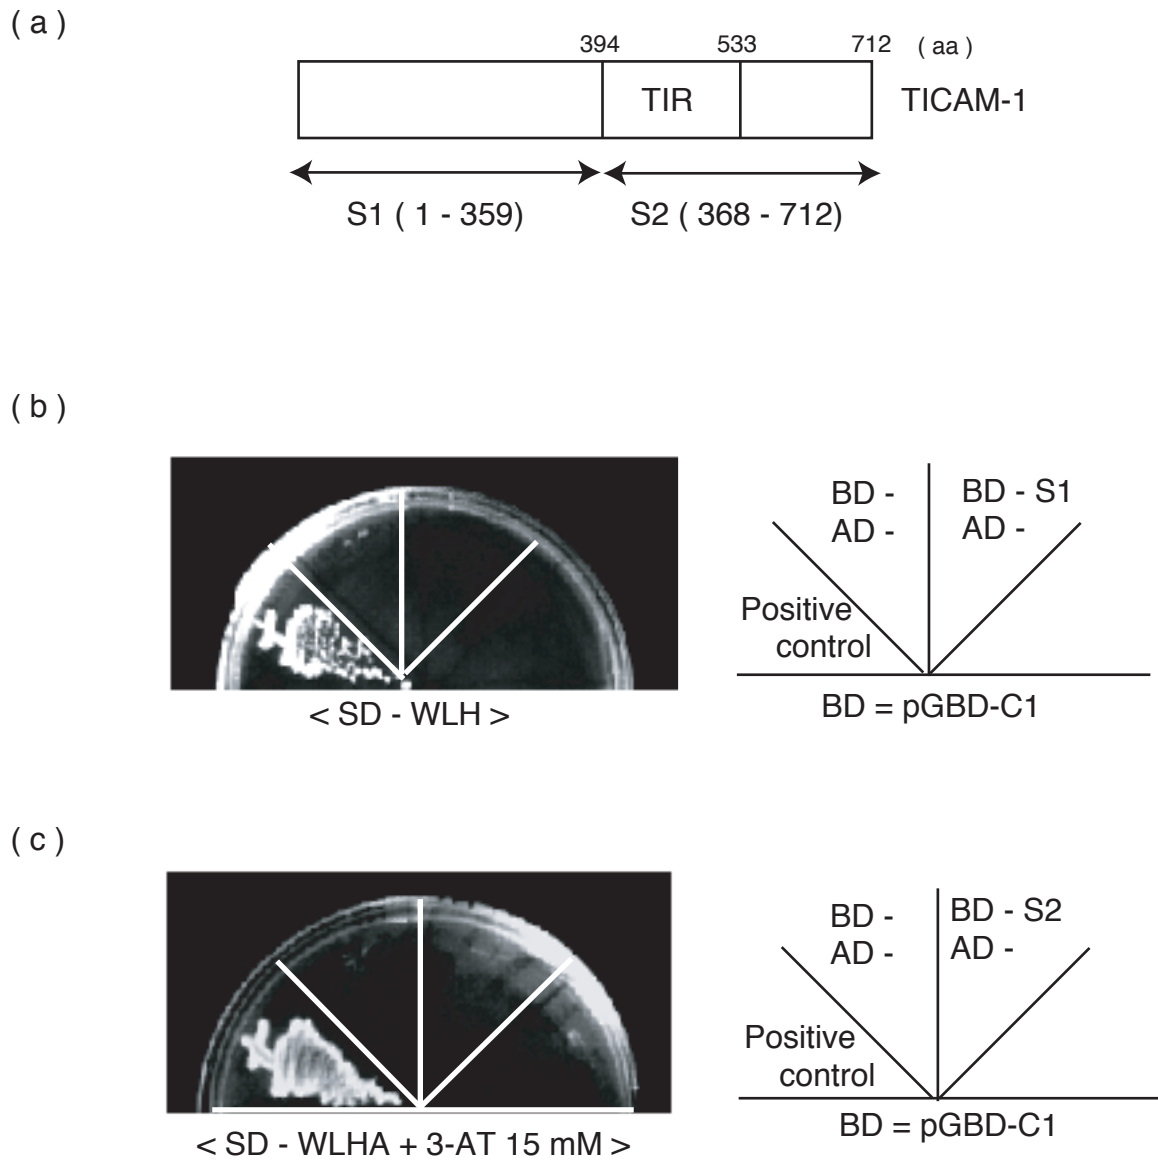 ( a )
394 533 712 ( aa )
TIR TICAM-1
S1 ( 1 - 359) S2 ( 368 - 712)
( b )
BD - BD - S1
AD - AD -
Positive
control
< SD - WLH > BD = pGBD-C1
( c )
BD - BD - S2
AD - AD -
Positive
control
< SD - WLHA + 3-AT 15 mM > BD = pGBD-C1